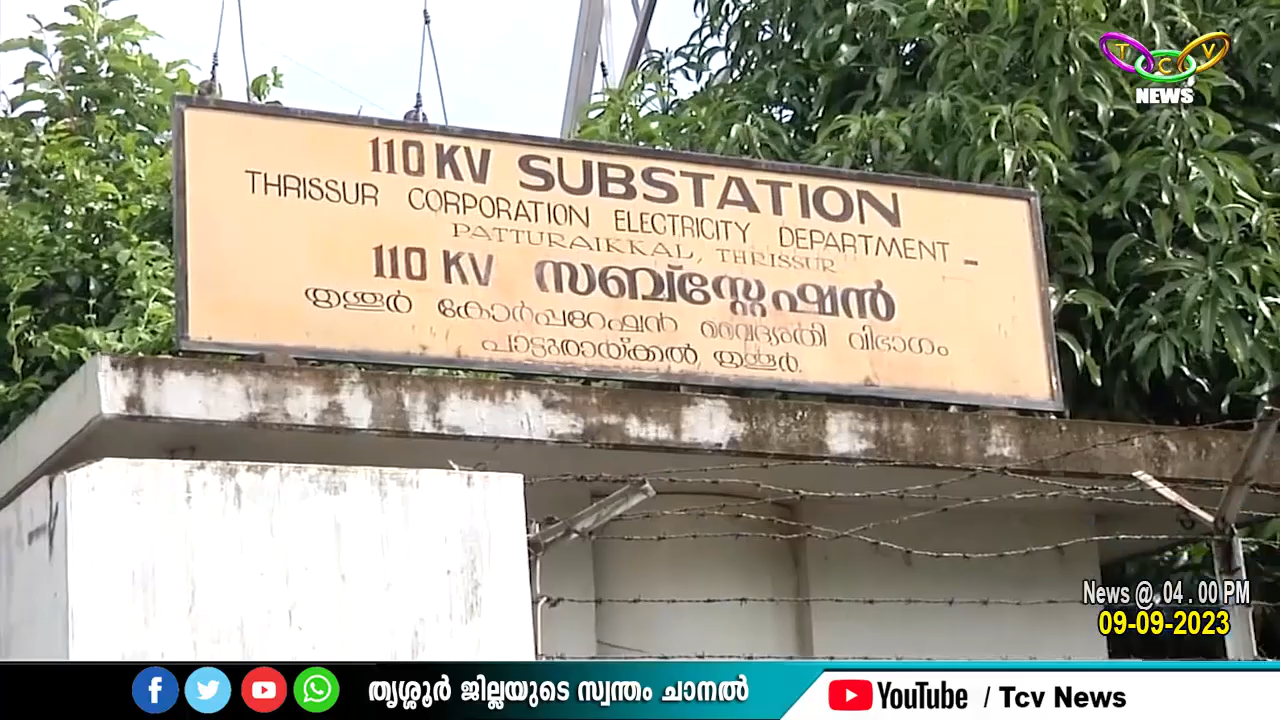 T C V
NEWS
110 KV SUBSTATION
THRISSUR CORPORATION ELECTRICITY DEPARTMENT -
PATTURAIKKAL, THRISSUR
110 KV സബ്സ്റ്റേഷൻ
തൃശ്ശൂർ കോർപ്പറേഷൻ വൈദ്യുതി വിഭാഗം
പാട്ടുരായ്ക്കൽ, തൃശ്ശൂർ.
News @ 04 . 00 PM
09-09-2023
തൃശ്ശൂർ ജില്ലയുടെ സ്വന്തം ചാനൽ
YouTube / Tcv News